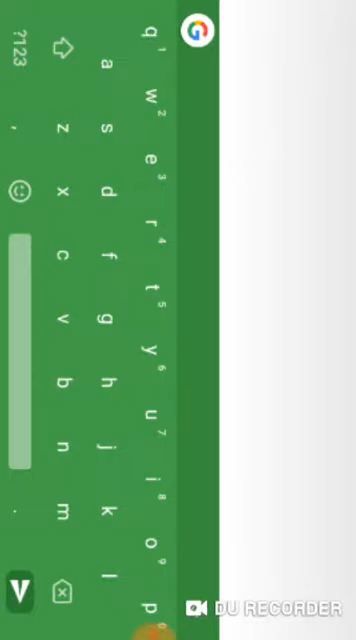 q1 w2 e3 r4 t5 y6 u7 i8 o9 p0
a s d f g h j k l
z x c v b n m
?123 , .
DU RECORDER